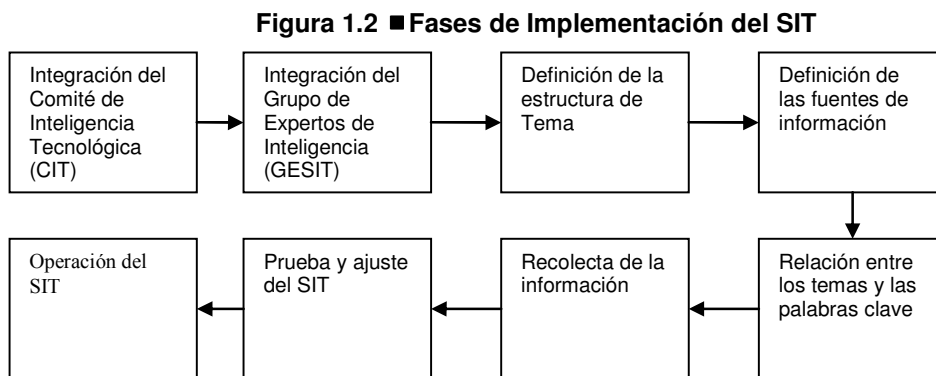 Figura 1.2 ■ Fases de Implementación del SIT
Integración del
Comité de
Inteligencia
Tecnológica
(CIT)
Integración del
Grupo de
Expertos de
Inteligencia
(GESIT)
Definición de la
estructura de
Tema
Definición de
las fuentes de
información
Relación entre
los temas y las
palabras clave
Recolecta de la
información
Prueba y ajuste
del SIT
Operación del
SIT